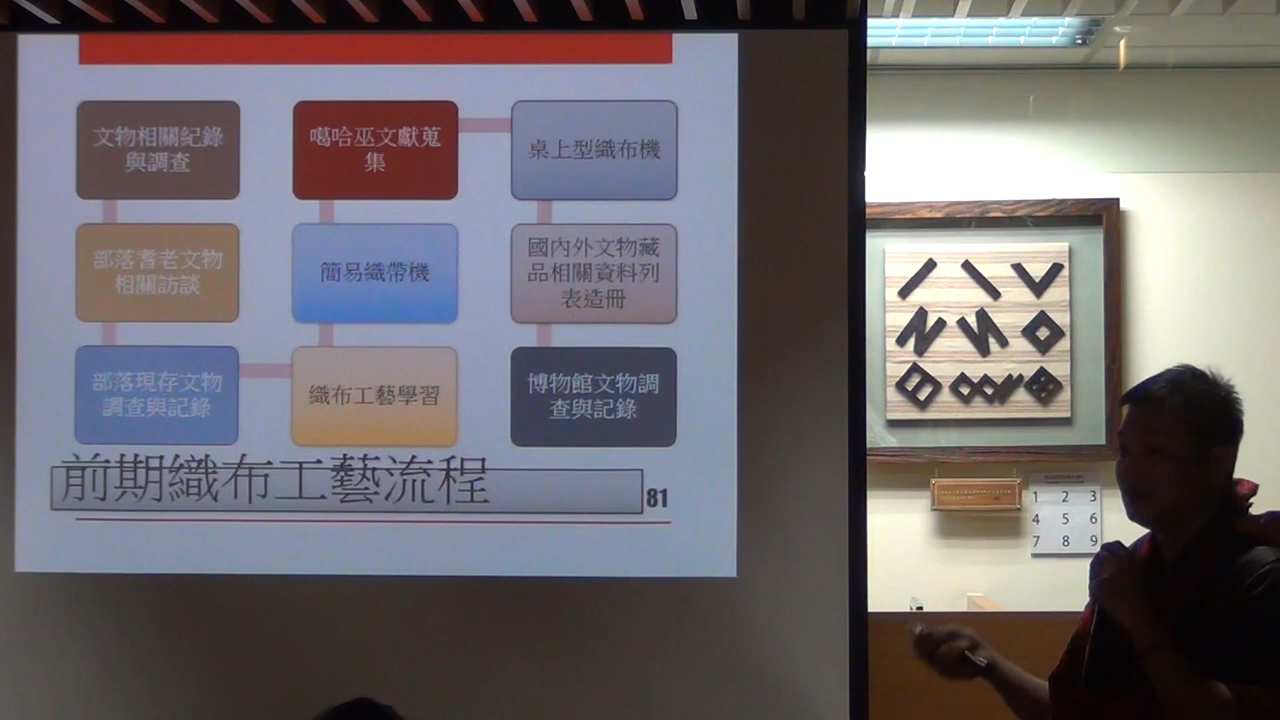 文物相關紀錄
與調查
噶哈巫文獻蒐
集
桌上型織布機
部落耆老文物
相關訪談
簡易織帶機
國內外文物藏
品相關資料列
表造冊
部落現存文物
調查與記錄
織布工藝學習
博物館文物調
查與記錄
前期織布工藝流程
81
1 2 3
4 5 6
7 8 9